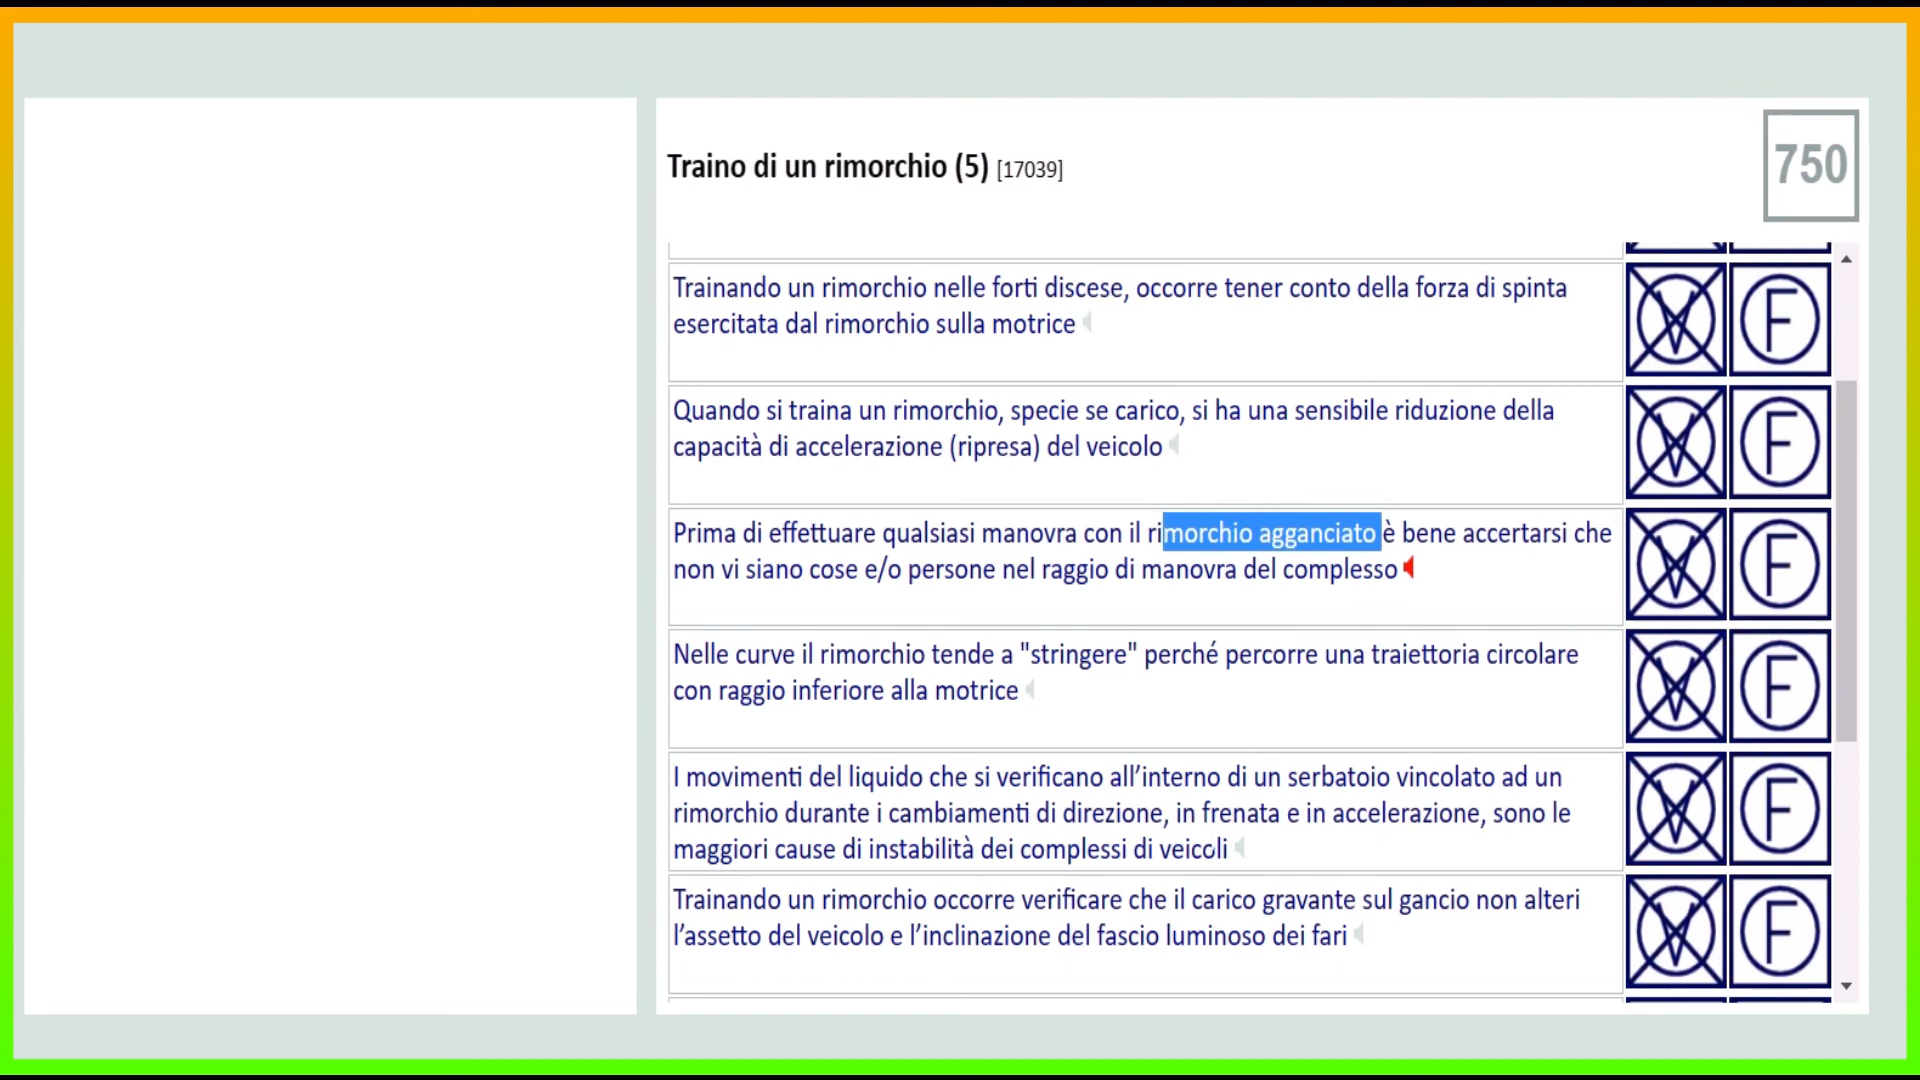 Traino di un rimorchio (5) [17039]
750
Trainando un rimorchio nelle forti discese, occorre tener conto della forza di spinta
esercitata dal rimorchio sulla motrice
V F
Quando si traina un rimorchio, specie se carico, si ha una sensibile riduzione della
capacità di accelerazione (ripresa) del veicolo
V F
Prima di effettuare qualsiasi manovra con il rimorchio agganciato è bene accertarsi che
non vi siano cose e/o persone nel raggio di manovra del complesso
V F
Nelle curve il rimorchio tende a "stringere" perché percorre una traiettoria circolare
con raggio inferiore alla motrice
V F
I movimenti del liquido che si verificano all’interno di un serbatoio vincolato ad un
rimorchio durante i cambiamenti di direzione, in frenata e in accelerazione, sono le
maggiori cause di instabilità dei complessi di veicoli
V F
Trainando un rimorchio occorre verificare che il carico gravante sul gancio non alteri
l’assetto del veicolo e l’inclinazione del fascio luminoso dei fari
V F